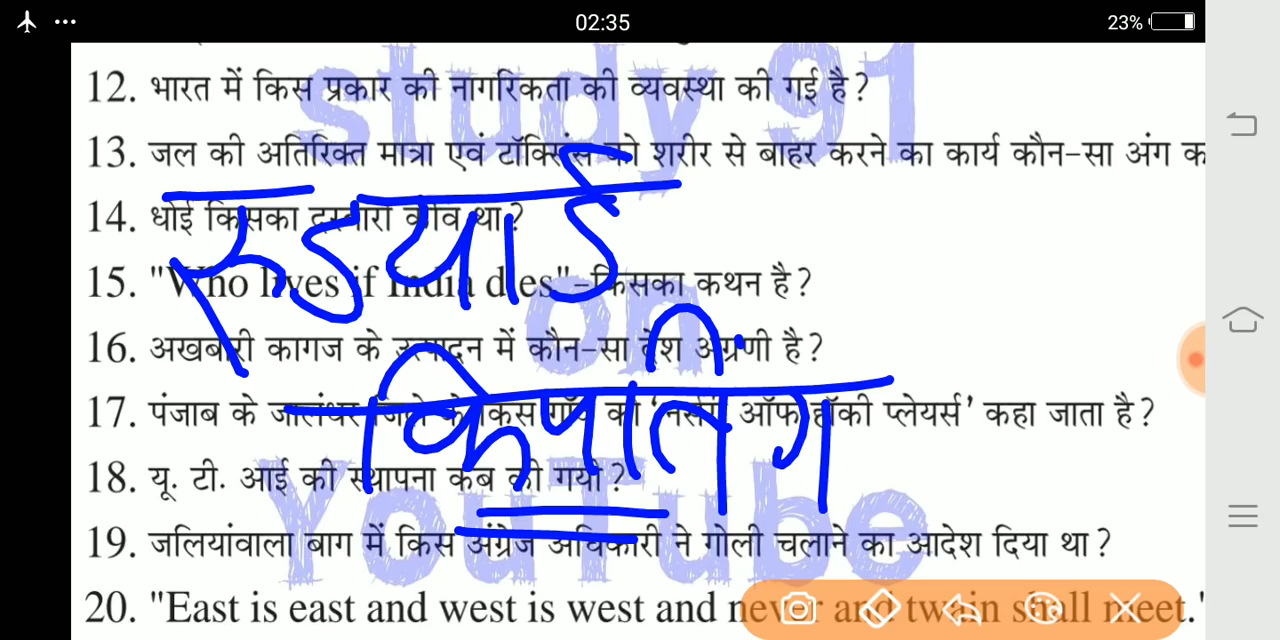 02:35
23%
study 91
12. भारत में किस प्रकार की नागरिकता की व्यवस्था की गई है?
13. जल की अतिरिक्त मात्रा एवं टॉक्सिंस को शरीर से बाहर करने का कार्य कौन-सा अंग क
14. धोई किसका दरबारी कवि था?
रुडयार्ड
15. "Who lives if India dies"-किसका कथन है?
on
16. अखबारी कागज के उत्पादन में कौन-सा देश अग्रणी है?
17. पंजाब के जालंधर जिले के किस गाँव को 'नर्सरी ऑफ हॉकी प्लेयर्स' कहा जाता है?
किपलिंग
18. यू. टी. आई की स्थापना कब की गयी?
YouTube
19. जलियांवाला बाग में किस अंग्रेज अधिकारी ने गोली चलाने का आदेश दिया था?
20. "East is east and west is west and never and twain shall meet."